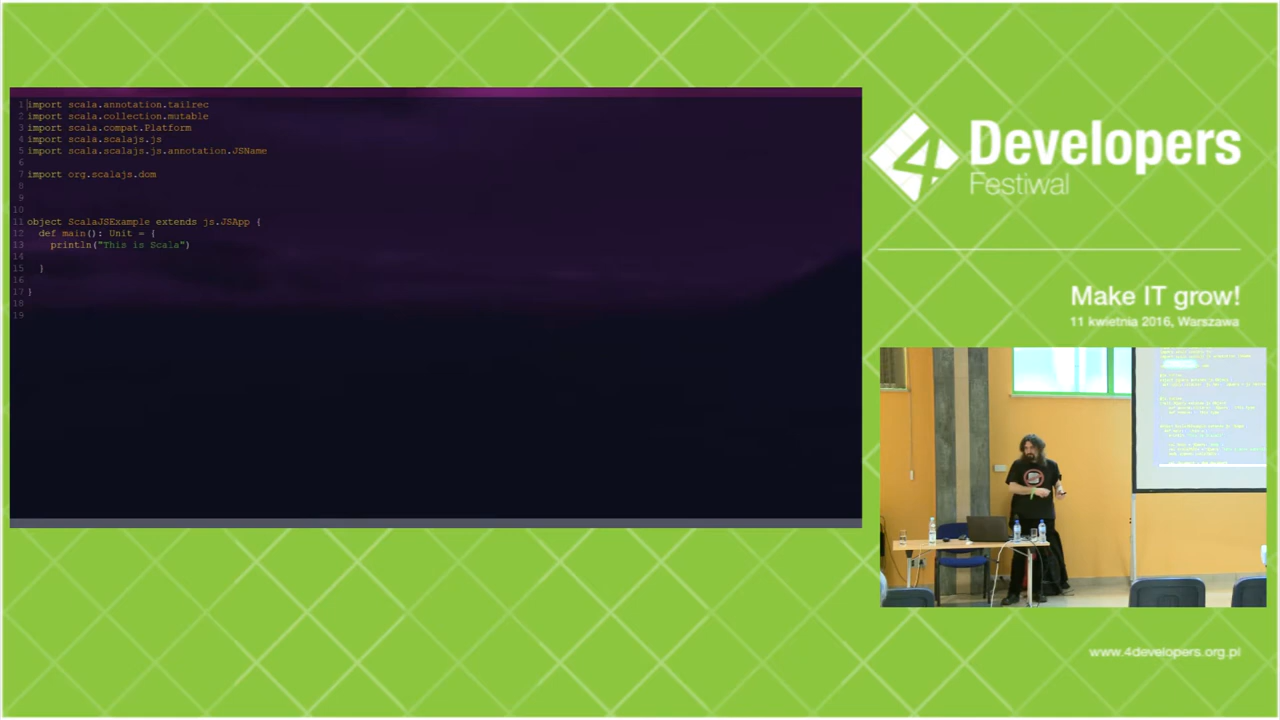 1 import scala.annotation.tailrec
2 import scala.collection.mutable
3 import scala.compat.Platform
4 import scala.scalajs.js
5 import scala.scalajs.js.annotation.JSName
6
7 import org.scalajs.dom
8
9
10
11 object ScalaJSExample extends js.JSApp {
12 def main(): Unit = {
13 println("This is Scala")
14
15 }
16
17 }
18
19
4 Developers
Festiwal
Make IT grow!
11 kwietnia 2016, Warszawa
www.4developers.org.pl